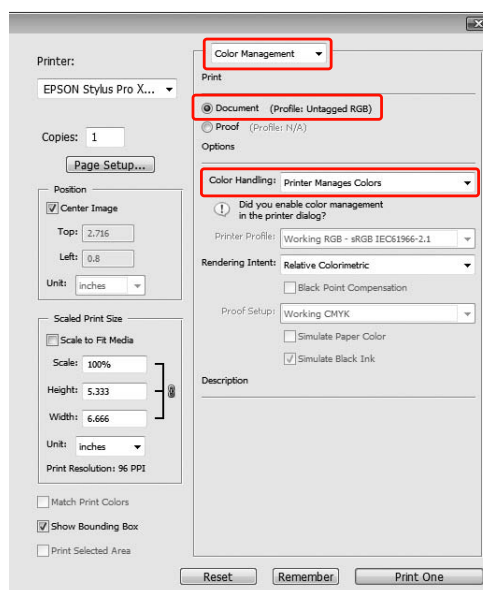 Printer:
EPSON Stylus Pro X...
Copies: 1
Page Setup...
Position
Center Image
Top: 2.716
Left: 0.8
Unit: inches
Scaled Print Size
Scale to Fit Media
Scale: 100%
Height: 5.333
Width: 6.666
Unit: inches
Print Resolution: 96 PPI
Match Print Colors
Show Bounding Box
Print Selected Area
Color Management
Print
Document (Profile: Untagged RGB)
Proof (Profile: N/A)
Options
Color Handling: Printer Manages Colors
Did you enable color management
in the printer dialog?
Printer Profile: Working RGB - sRGB IEC61966-2.1
Rendering Intent: Relative Colorimetric
Black Point Compensation
Proof Setup: Working CMYK
Simulate Paper Color
Simulate Black Ink
Description
Reset Remember Print One